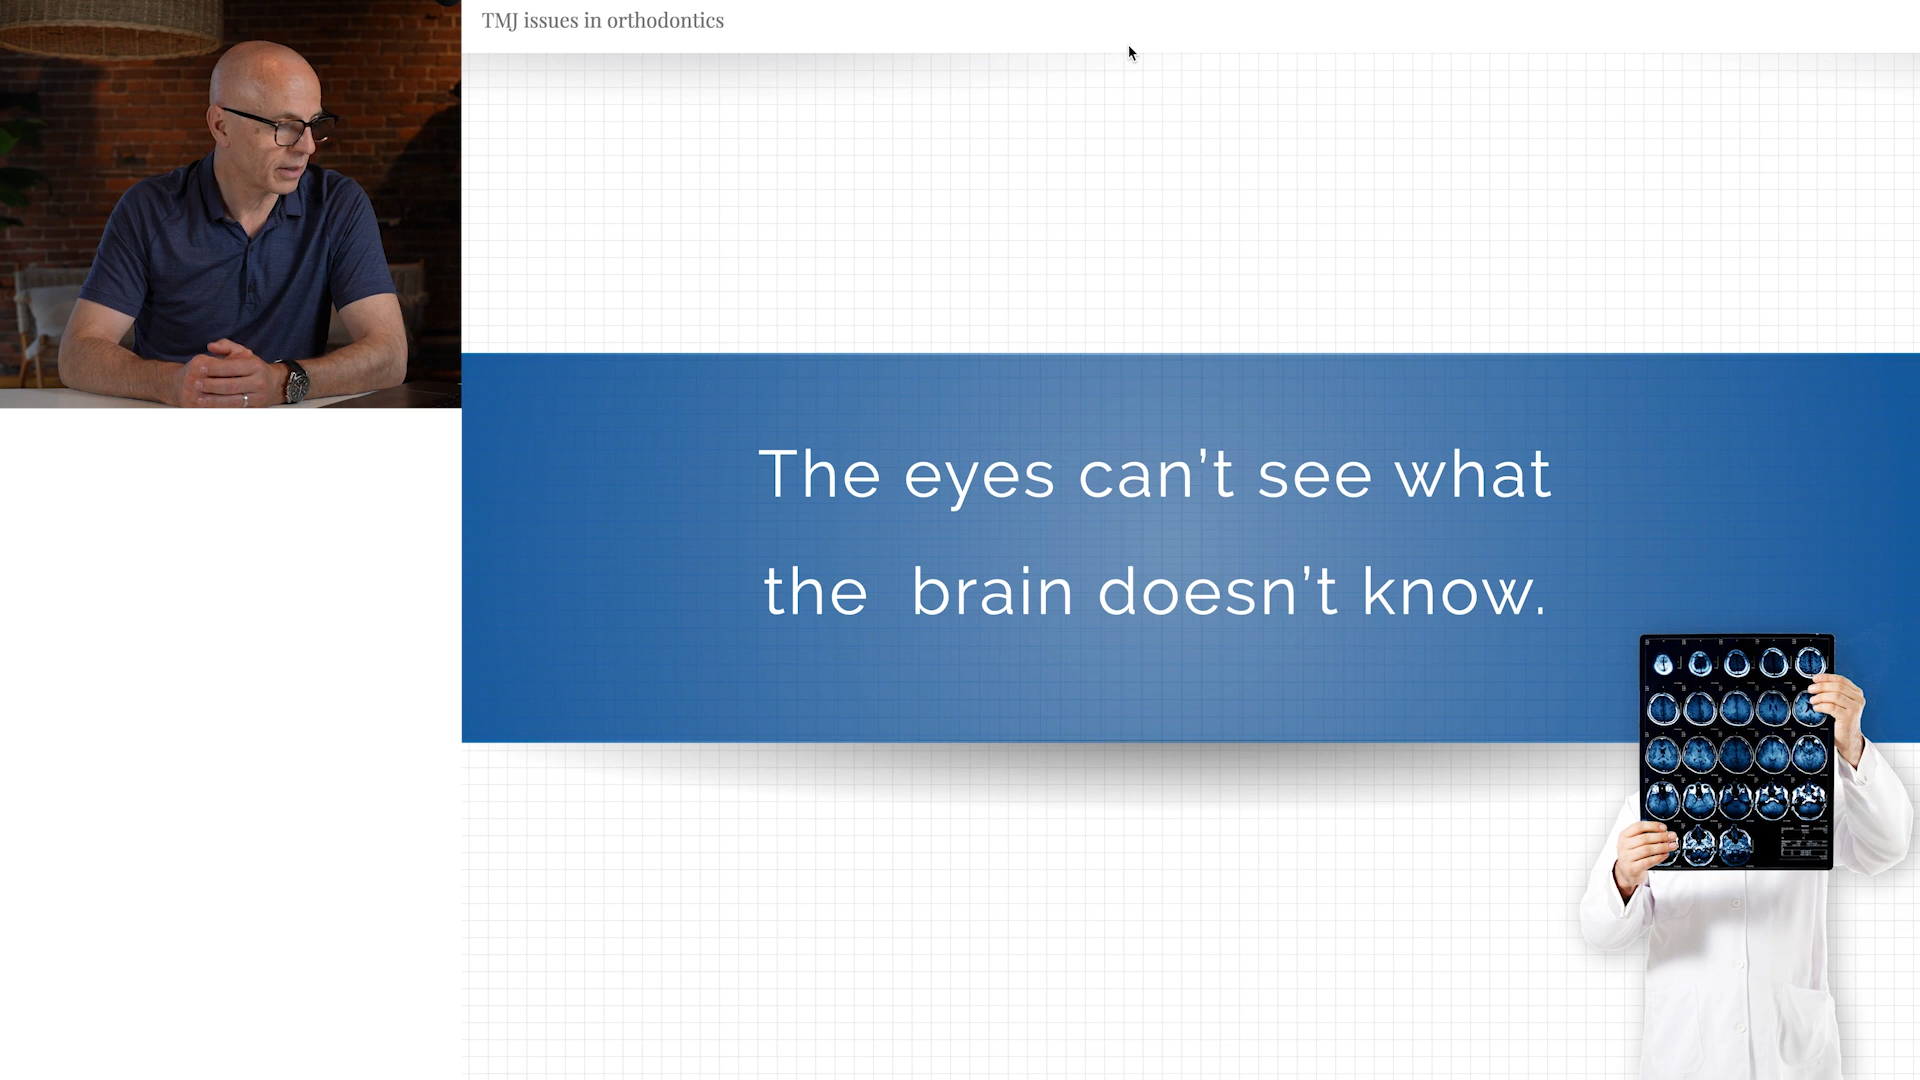 TMJ issues in orthodontics
The eyes can’t see what
the brain doesn’t know.